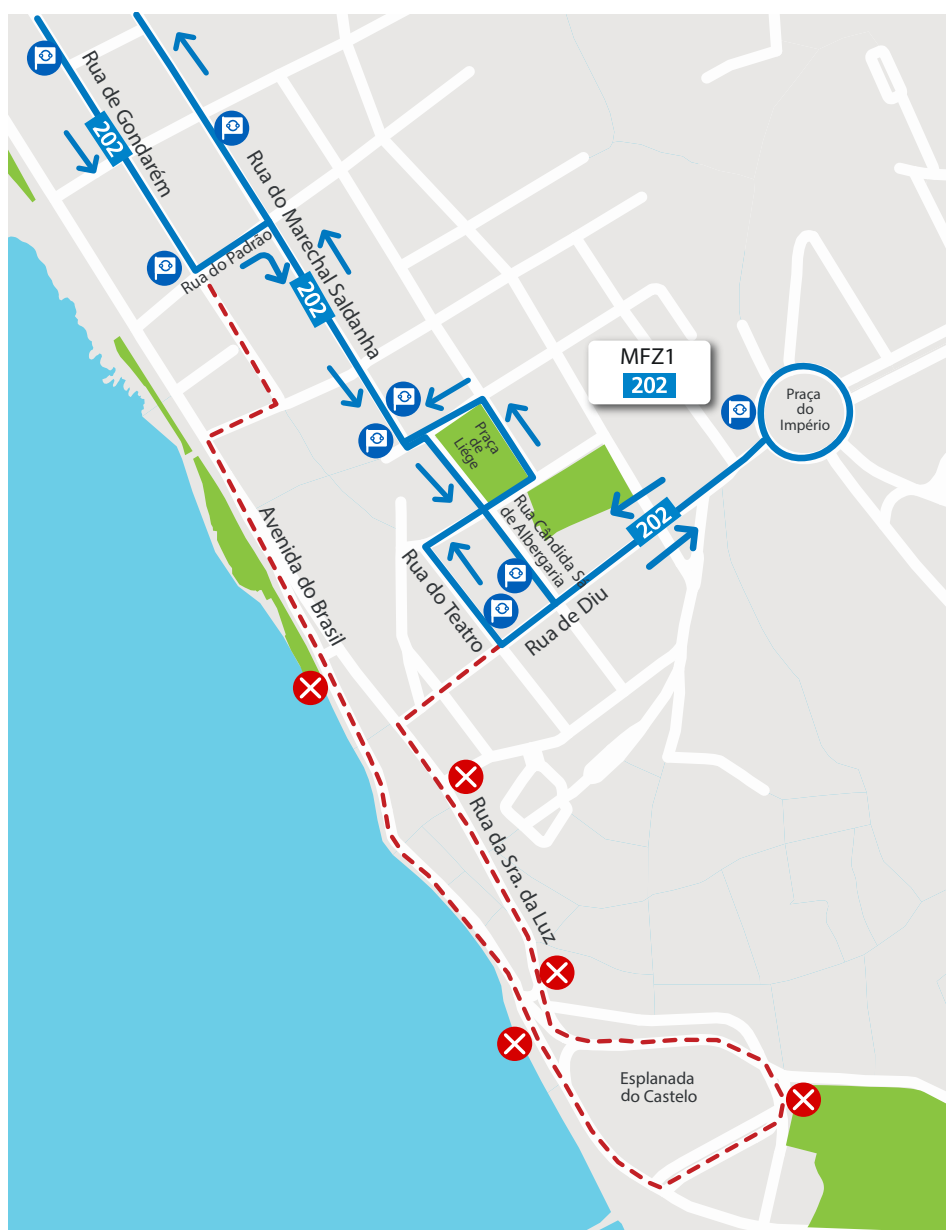 Rua de Gondarém
202
Rua do Marechal Saldanha
Rua do Padrão
202
MFZ1
202
Praça
do
Império
Praça
de
Liége
202
Rua Cândida Sá
de Albergaria
Rua do Teatro
Rua de Diu
Avenida do Brasil
Rua da Sra. da Luz
Esplanada
do Castelo